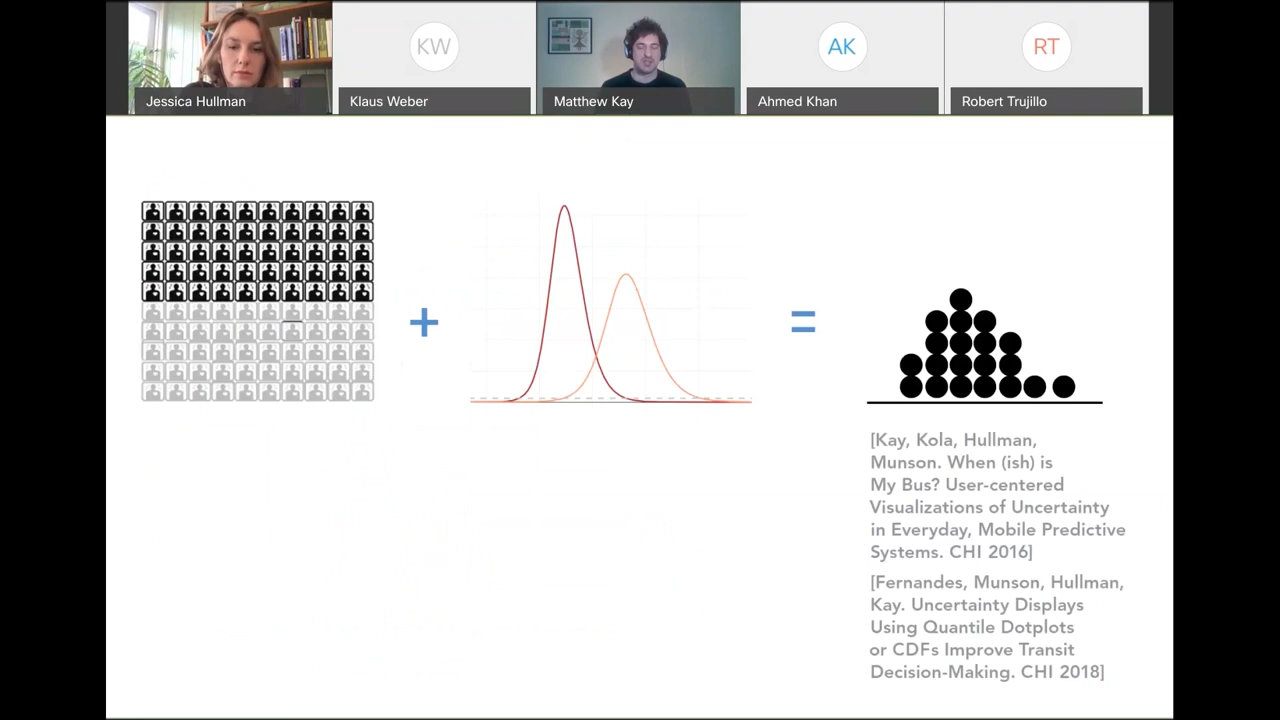 KW
AK
RT
Jessica Hullman
Klaus Weber
Matthew Kay
Ahmed Khan
Robert Trujillo
+
=
[Kay, Kola, Hullman,
Munson. When (ish) is
My Bus? User-centered
Visualizations of Uncertainty
in Everyday, Mobile Predictive
Systems. CHI 2016]
[Fernandes, Munson, Hullman,
Kay. Uncertainty Displays
Using Quantile Dotplots
or CDFs Improve Transit
Decision-Making. CHI 2018]